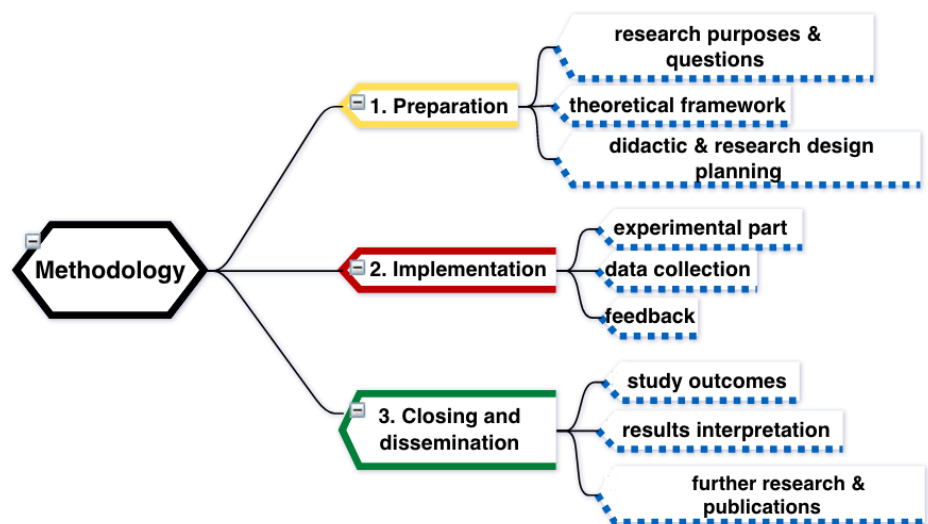 Methodology
1. Preparation
research purposes &
questions
theoretical framework
didactic & research design
planning
2. Implementation
experimental part
data collection
feedback
3. Closing and
dissemination
study outcomes
results interpretation
further research &
publications